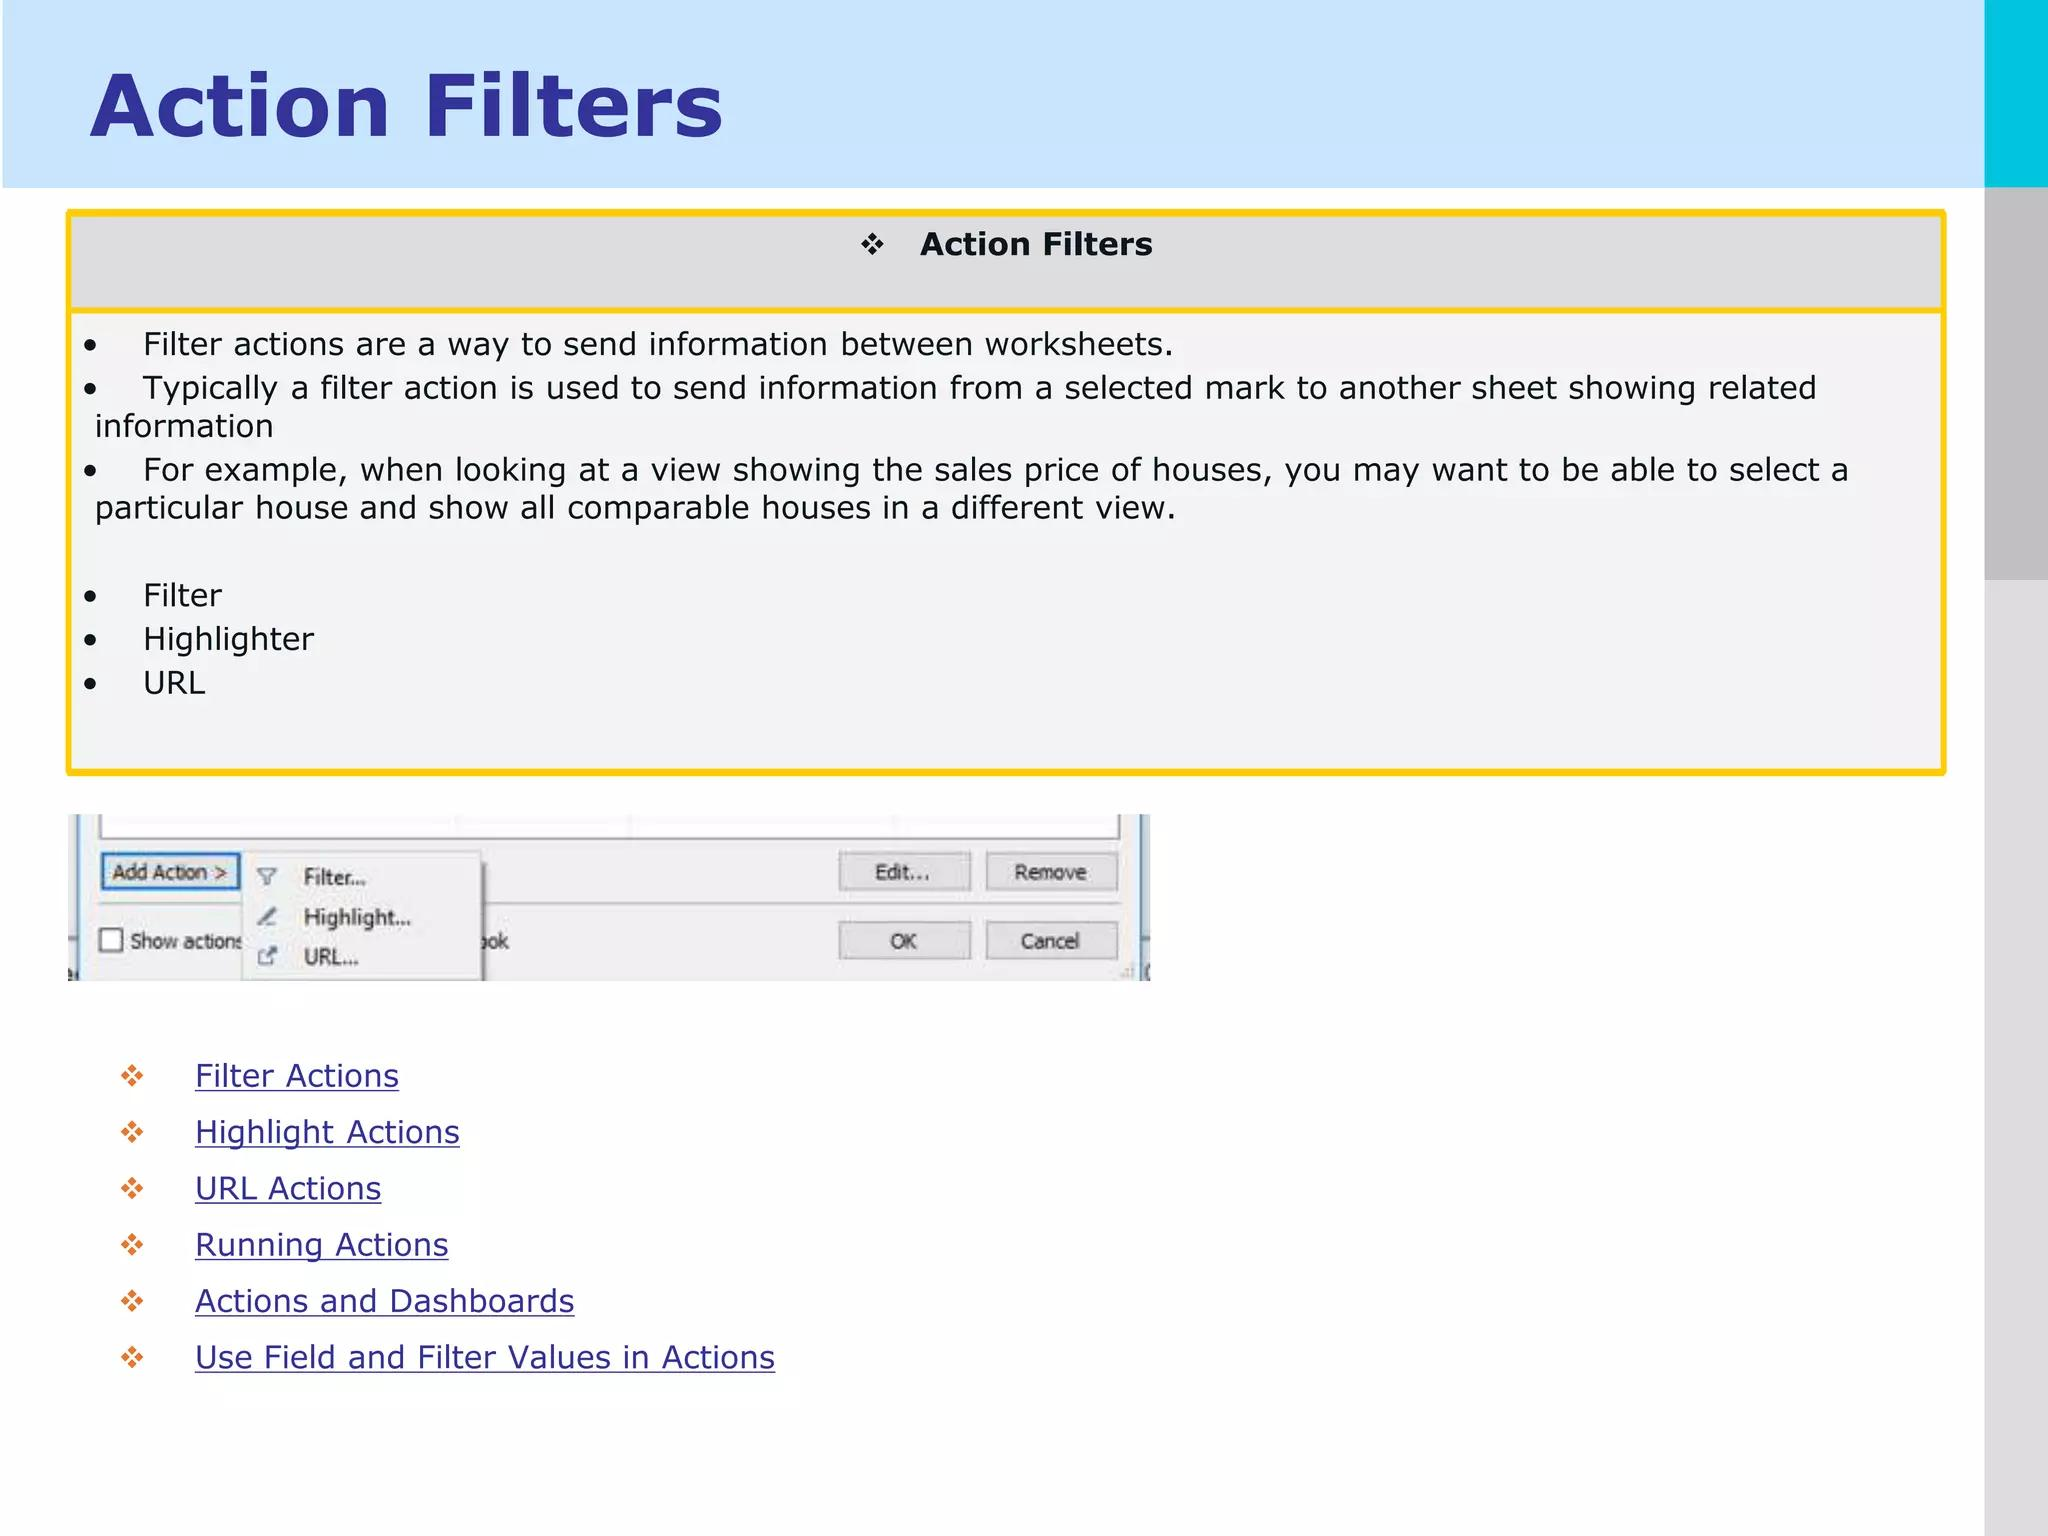 Action Filters
❖ Action Filters
• Filter actions are a way to send information between worksheets.
• Typically a filter action is used to send information from a selected mark to another sheet showing related
information
• For example, when looking at a view showing the sales price of houses, you may want to be able to select a
particular house and show all comparable houses in a different view.
• Filter
• Highlighter
• URL
Add Action > Filter... Edit... Remove
Highlight...
Show actions ook OK Cancel
URL...
❖ Filter Actions
❖ Highlight Actions
❖ URL Actions
❖ Running Actions
❖ Actions and Dashboards
❖ Use Field and Filter Values in Actions